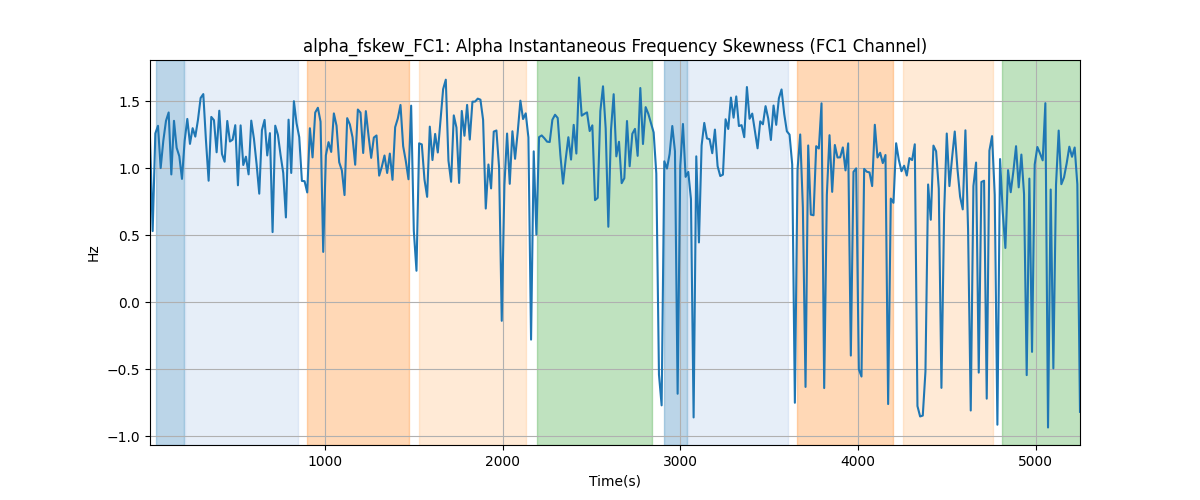 alpha_fskew_FC1: Alpha Instantaneous Frequency Skewness (FC1 Channel)
1.5
1.0
0.5
0.0
−0.5
−1.0
Hz
1000 2000 3000 4000 5000
Time(s)